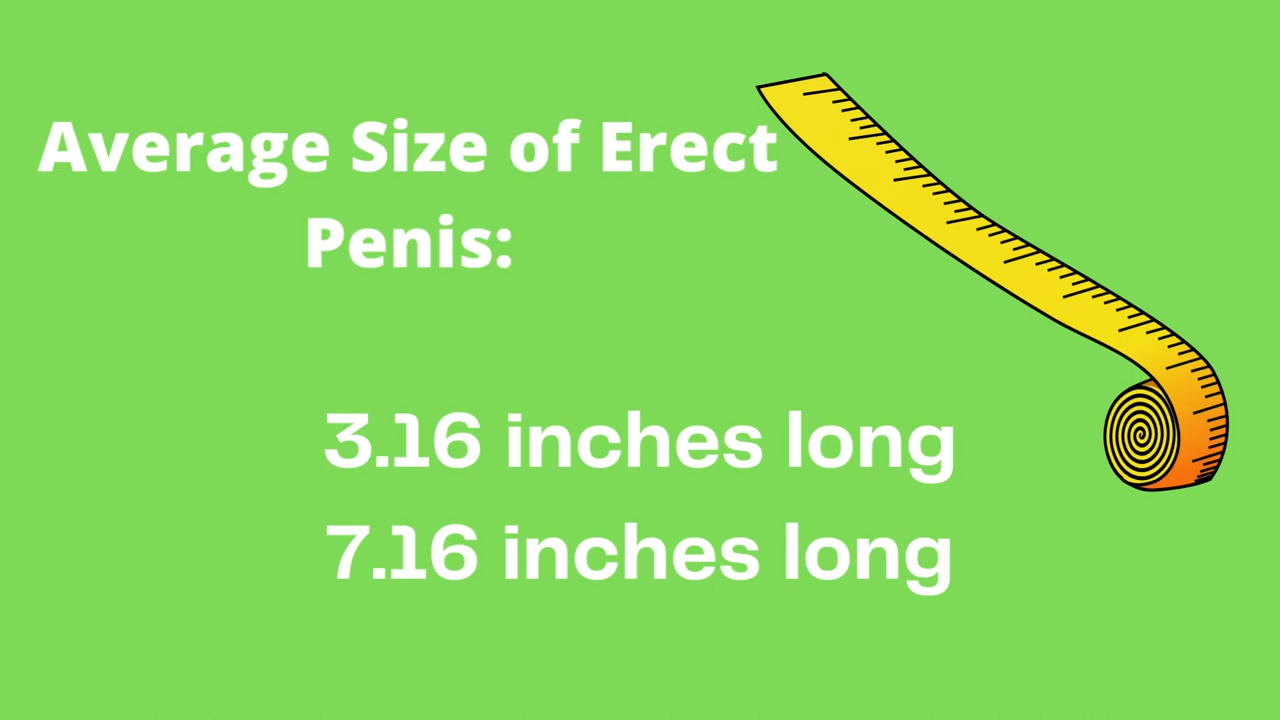 Average Size of Erect
Penis:
3.16 inches long
7.16 inches long